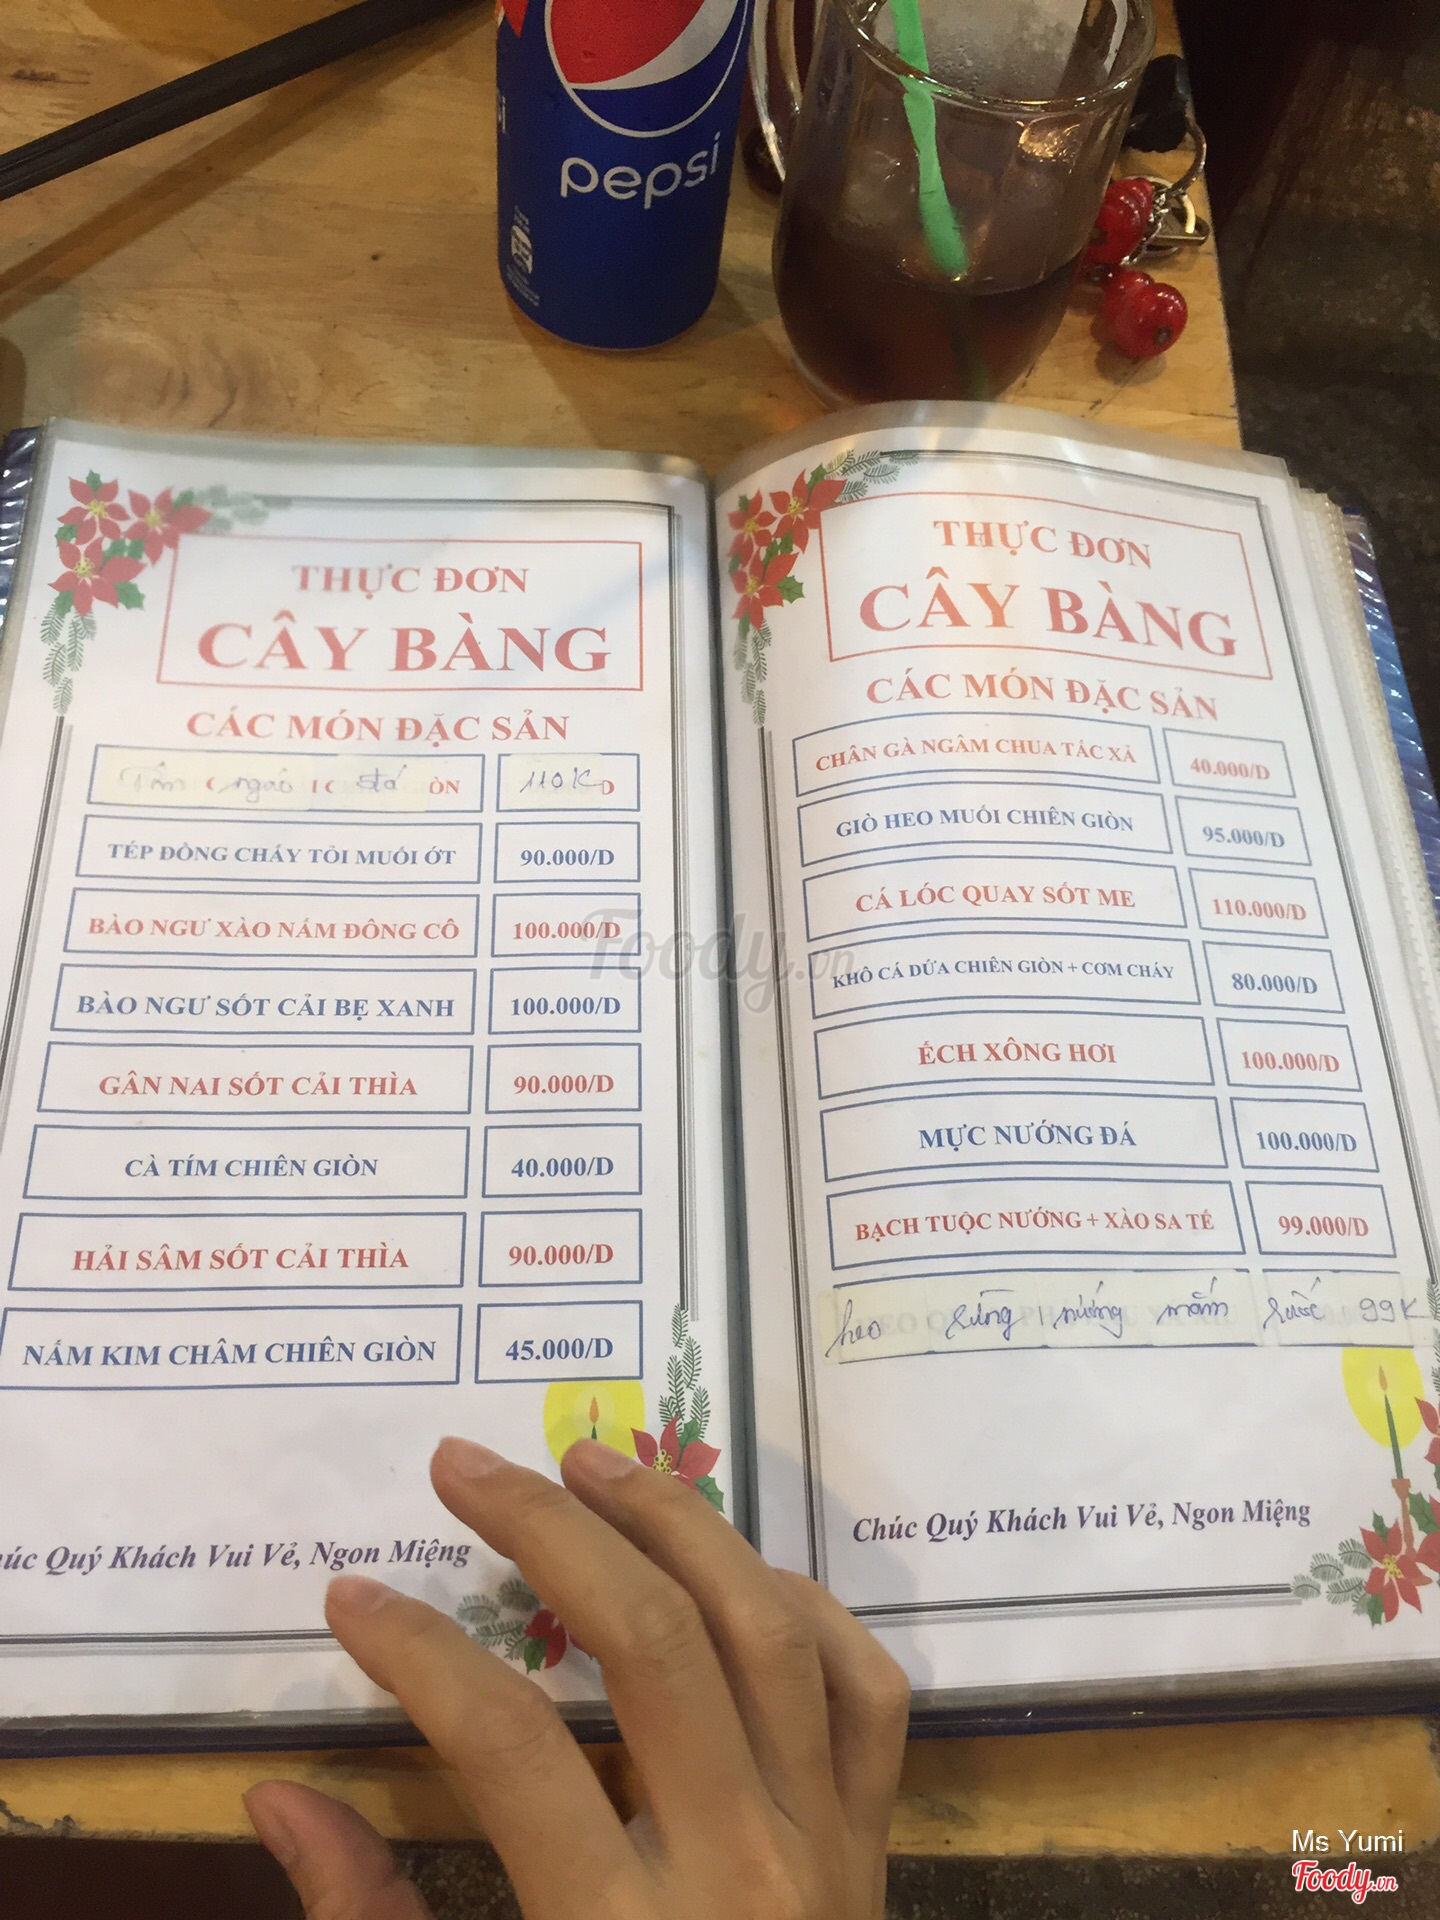 pepsi
THỰC ĐƠN
CÂY BÀNG
CÁC MÓN ĐẶC SẢN
đá ÒN 110K Đ
TÉP ĐỒNG CHÁY TỎI MUỐI ỚT 90.000/D
BÀO NGƯ XÀO NẤM ĐÔNG CÔ 100.000/D
BÀO NGƯ SỐT CẢI BẸ XANH 100.000/D
GÂN NAI SỐT CẢI THÌA 90.000/D
CÀ TÍM CHIÊN GIÒN 40.000/D
HẢI SÂM SỐT CẢI THÌA 90.000/D
NẤM KIM CHÂM CHIÊN GIÒN 45.000/D
húc Quý Khách Vui Vẻ, Ngon Miệng
THỰC ĐƠN
CÂY BÀNG
CÁC MÓN ĐẶC SẢN
CHÂN GÀ NGÂM CHUA TẮC XẢ 40.000/D
GIÒ HEO MUỐI CHIÊN GIÒN 95.000/D
CÁ LÓC QUAY SỐT ME 110.000/D
KHÔ CÁ DỨA CHIÊN GIÒN + CƠM CHÁY 80.000/D
ẾCH XÔNG HƠI 100.000/D
MỰC NƯỚNG ĐÁ 100.000/D
BẠCH TUỘC NƯỚNG + XÀO SA TẾ 99.000/D
heo rừng nướng mắm 99K
Chúc Quý Khách Vui Vẻ, Ngon Miệng
Foody.vn
Ms Yumi
Foody.vn